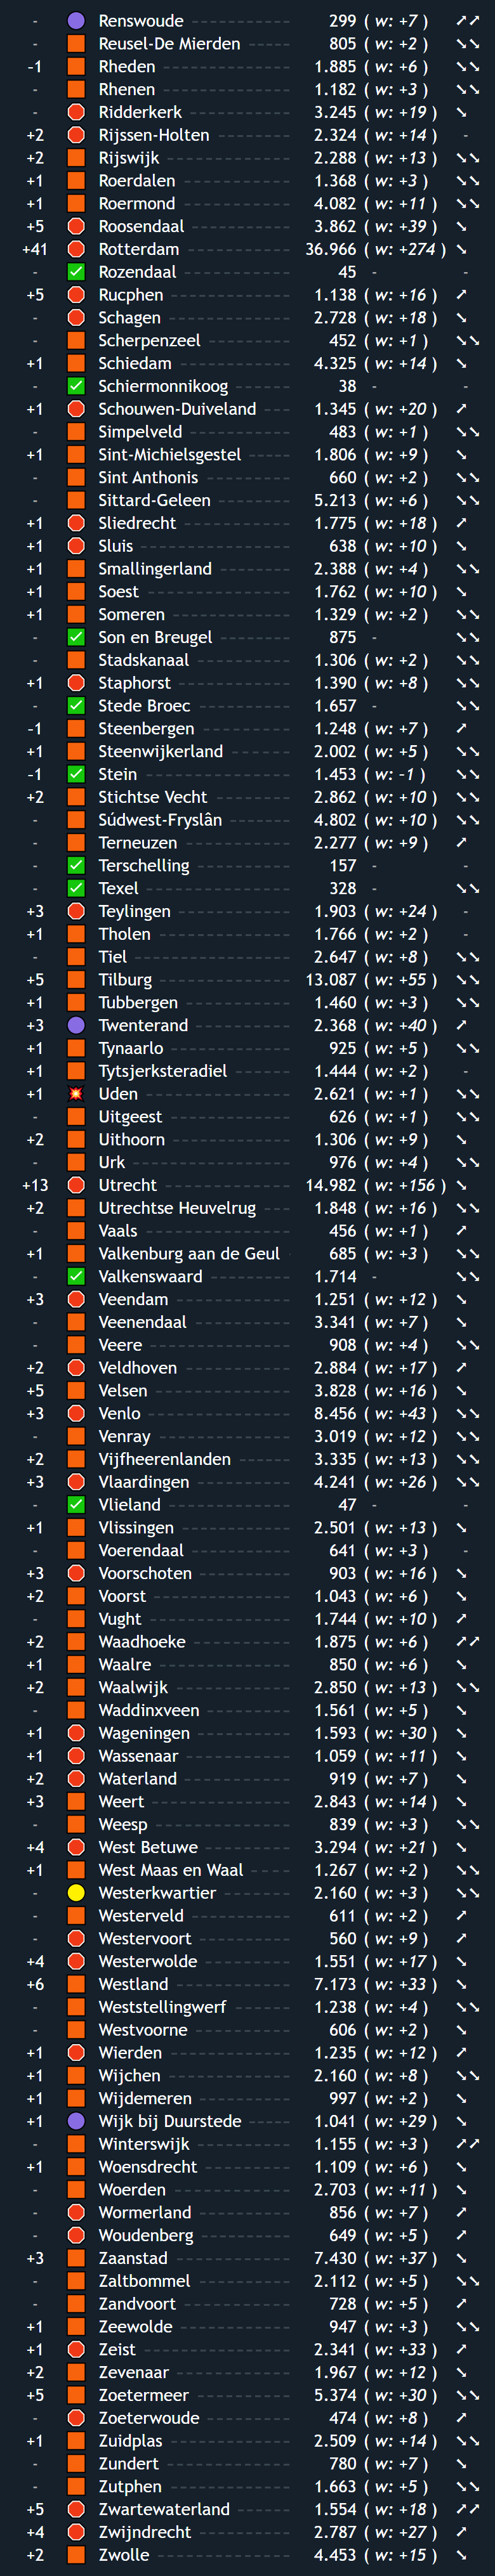 - Renswoude 299 ( w: +7 ) ➚➚
- Reusel-De Mierden 805 ( w: +2 ) ➘➘
-1 Rheden 1.885 ( w: +6 ) ➘➘
- Rhenen 1.182 ( w: +3 ) ➘➘
- Ridderkerk 3.245 ( w: +19 ) ➘
+2 Rijssen-Holten 2.324 ( w: +14 ) -
+2 Rijswijk 2.288 ( w: +13 ) ➘➘
+1 Roerdalen 1.368 ( w: +3 ) ➘➘
+1 Roermond 4.082 ( w: +11 ) ➘➘
+5 Roosendaal 3.862 ( w: +39 ) ➘
+41 Rotterdam 36.966 ( w: +274 ) ➘
- Rozendaal 45 - -
+5 Rucphen 1.138 ( w: +16 ) ➚
- Schagen 2.728 ( w: +18 ) ➘
- Scherpenzeel 452 ( w: +1 ) ➘➘
+1 Schiedam 4.325 ( w: +14 ) ➘
- Schiermonnikoog 38 - -
+1 Schouwen-Duiveland 1.345 ( w: +20 ) ➚
- Simpelveld 483 ( w: +1 ) ➘➘
+1 Sint-Michielsgestel 1.806 ( w: +9 ) ➘
- Sint Anthonis 660 ( w: +2 ) ➘➘
- Sittard-Geleen 5.213 ( w: +6 ) ➘➘
+1 Sliedrecht 1.775 ( w: +18 ) ➚
+1 Sluis 638 ( w: +10 ) ➘
+1 Smallingerland 2.388 ( w: +4 ) ➘➘
+1 Soest 1.762 ( w: +10 ) ➘
+1 Someren 1.329 ( w: +2 ) ➘➘
- Son en Breugel 875 - ➘➘
- Stadskanaal 1.306 ( w: +2 ) ➘➘
+1 Staphorst 1.390 ( w: +8 ) ➘➘
- Stede Broec 1.657 - ➘➘
-1 Steenbergen 1.248 ( w: +7 ) ➚
+1 Steenwijkerland 2.002 ( w: +5 ) ➘➘
-1 Stein 1.453 ( w: -1 ) ➘➘
+2 Stichtse Vecht 2.862 ( w: +10 ) ➘➘
- Súdwest-Fryslân 4.802 ( w: +10 ) ➘➘
- Terneuzen 2.277 ( w: +9 ) ➚
- Terschelling 157 - -
- Texel 328 - ➘➘
+3 Teylingen 1.903 ( w: +24 ) -
+1 Tholen 1.766 ( w: +2 ) -
- Tiel 2.647 ( w: +8 ) ➘➘
+5 Tilburg 13.087 ( w: +55 ) ➘➘
+1 Tubbergen 1.460 ( w: +3 ) ➘➘
+3 Twenterand 2.368 ( w: +40 ) ➚
+1 Tynaarlo 925 ( w: +5 ) ➘➘
+1 Tytsjerksteradiel 1.444 ( w: +2 ) -
+1 Uden 2.621 ( w: +1 ) ➘➘
- Uitgeest 626 ( w: +1 ) ➘➘
+2 Uithoorn 1.306 ( w: +9 ) ➘
- Urk 976 ( w: +4 ) ➘➘
+13 Utrecht 14.982 ( w: +156 ) ➘
+2 Utrechtse Heuvelrug 1.848 ( w: +16 ) ➘➘
- Vaals 456 ( w: +1 ) ➚
+1 Valkenburg aan de Geul 685 ( w: +3 ) ➘➘
- Valkenswaard 1.714 - ➘➘
+3 Veendam 1.251 ( w: +12 ) ➘
- Veenendaal 3.341 ( w: +7 ) ➘
- Veere 908 ( w: +4 ) ➘➘
+2 Veldhoven 2.884 ( w: +17 ) ➚
+5 Velsen 3.828 ( w: +16 ) ➘
+3 Venlo 8.456 ( w: +43 ) ➘➘
- Venray 3.019 ( w: +12 ) ➘➘
+2 Vijfheerenlanden 3.335 ( w: +13 ) ➘➘
+3 Vlaardingen 4.241 ( w: +26 ) ➘➘
- Vlieland 47 - -
+1 Vlissingen 2.501 ( w: +13 ) ➘
- Voerendaal 641 ( w: +3 ) -
+3 Voorschoten 903 ( w: +16 ) ➘
+2 Voorst 1.043 ( w: +6 ) ➘
- Vught 1.744 ( w: +10 ) ➚
+2 Waadhoeke 1.875 ( w: +6 ) ➚➚
+1 Waalre 850 ( w: +6 ) ➘
+2 Waalwijk 2.850 ( w: +13 ) ➘➘
- Waddinxveen 1.561 ( w: +5 ) ➘
+1 Wageningen 1.593 ( w: +30 ) ➘
+1 Wassenaar 1.059 ( w: +11 ) ➘
+2 Waterland 919 ( w: +7 ) ➘
+3 Weert 2.843 ( w: +14 ) ➘
- Weesp 839 ( w: +3 ) ➘➘
+4 West Betuwe 3.294 ( w: +21 ) ➘
+1 West Maas en Waal 1.267 ( w: +2 ) ➘➘
- Westerkwartier 2.160 ( w: +3 ) ➘➘
- Westerveld 611 ( w: +2 ) ➚
- Westervoort 560 ( w: +9 ) ➚
+4 Westerwolde 1.551 ( w: +17 ) ➘
+6 Westland 7.173 ( w: +33 ) ➘
- Weststellingwerf 1.238 ( w: +4 ) ➘➘
- Westvoorne 606 ( w: +2 ) ➘
+1 Wierden 1.235 ( w: +12 ) ➚
+1 Wijchen 2.160 ( w: +8 ) ➘➘
+1 Wijdemeren 997 ( w: +2 ) ➘
+1 Wijk bij Duurstede 1.041 ( w: +29 ) ➘
- Winterswijk 1.155 ( w: +3 ) ➚➚
+1 Woensdrecht 1.109 ( w: +6 ) ➘
- Woerden 2.703 ( w: +11 ) ➘
- Wormerland 856 ( w: +7 ) ➚
- Woudenberg 649 ( w: +5 ) ➚
+3 Zaanstad 7.430 ( w: +37 ) ➘
- Zaltbommel 2.112 ( w: +5 ) ➘➘
- Zandvoort 728 ( w: +5 ) ➚
+1 Zeewolde 947 ( w: +3 ) ➘➘
+1 Zeist 2.341 ( w: +33 ) ➚
+2 Zevenaar 1.967 ( w: +12 ) ➘
+5 Zoetermeer 5.374 ( w: +30 ) ➘➘
- Zoeterwoude 474 ( w: +8 ) ➚
+1 Zuidplas 2.509 ( w: +14 ) ➘➘
- Zundert 780 ( w: +7 ) ➘
- Zutphen 1.663 ( w: +5 ) ➘➘
+5 Zwartewaterland 1.554 ( w: +18 ) ➚➚
+4 Zwijndrecht 2.787 ( w: +27 ) ➚
+2 Zwolle 4.453 ( w: +15 ) ➘